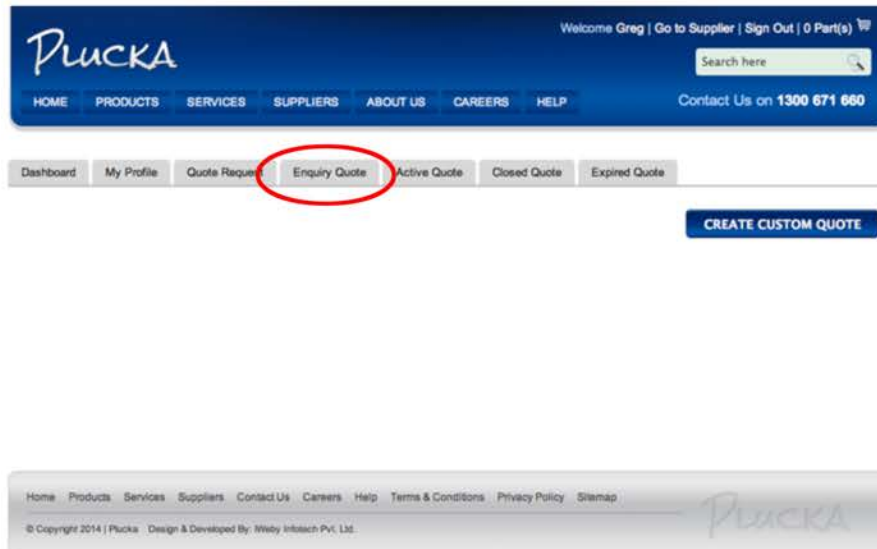 Welcome Greg | Go to Supplier | Sign Out | 0 Part(s)
PLUCKA
Search here
HOME PRODUCTS SERVICES SUPPLIERS ABOUT US CAREERS HELP
Contact Us on 1300 671 660
Dashboard My Profile Quote Request Enquiry Quote Active Quote Closed Quote Expired Quote
CREATE CUSTOM QUOTE
Home Products Services Suppliers Contact Us Careers Help Terms & Conditions Privacy Policy Sitemap
© Copyright 2014 | Plucka Design & Developed By: iWeby Infotech Pvt. Ltd.
PLUCKA